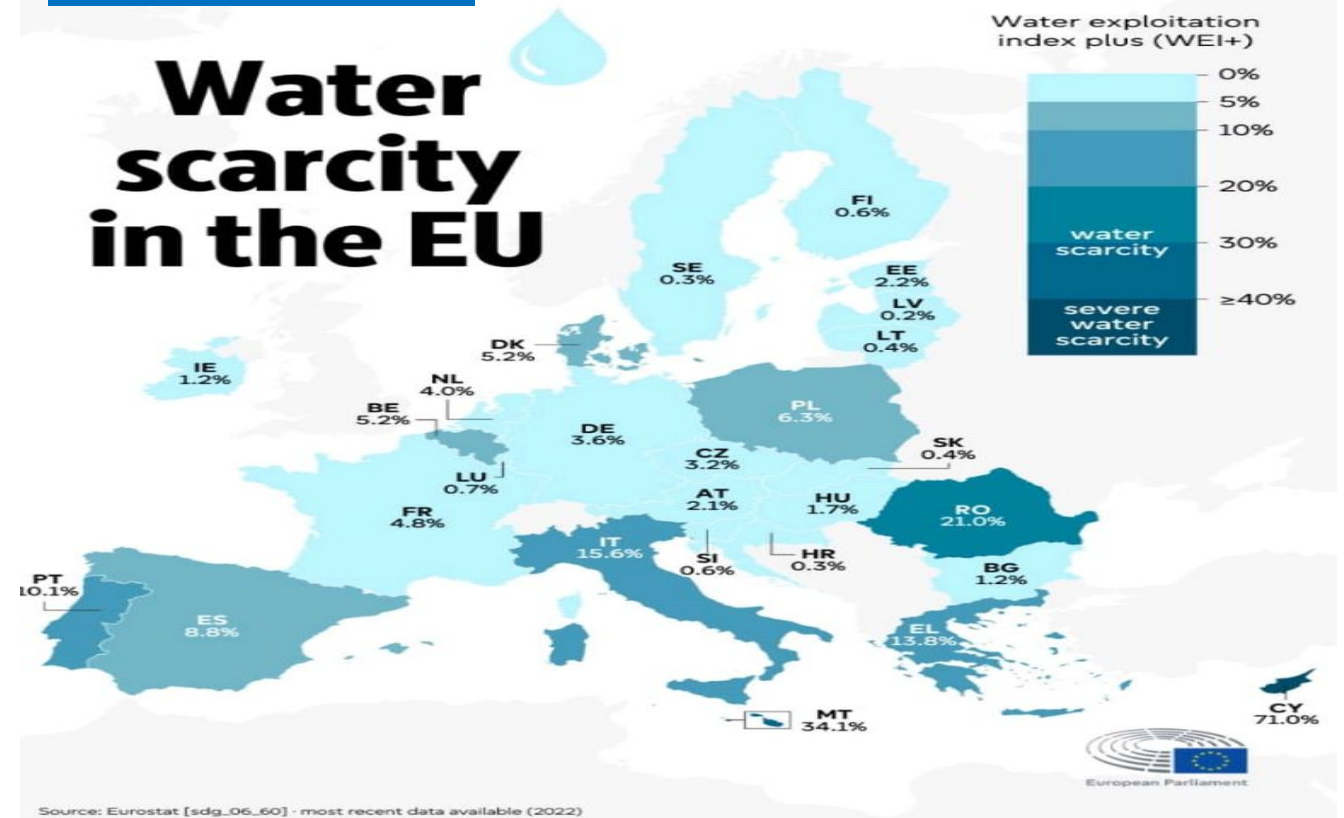 Water
scarcity
in the EU
Water exploitation
index plus (WEI+)
0%
5%
10%
20%
water
scarcity
30%
≥40%
severe
water
scarcity
FI
0.6%
SE
0.3%
EE
2.2%
LV
0.2%
LT
0.4%
DK
5.2%
IE
1.2%
NL
4.0%
BE
5.2%
PL
6.3%
DE
3.6%
SK
0.4%
CZ
3.2%
LU
0.7%
AT
2.1%
HU
1.7%
FR
4.8%
RO
21.0%
IT
15.6%
SI
0.6%
HR
0.3%
BG
1.2%
PT
10.1%
ES
8.8%
EL
13.8%
MT
34.1%
CY
71.0%
European Parliament
Source: Eurostat [sdg_06_60] · most recent data available (2022)